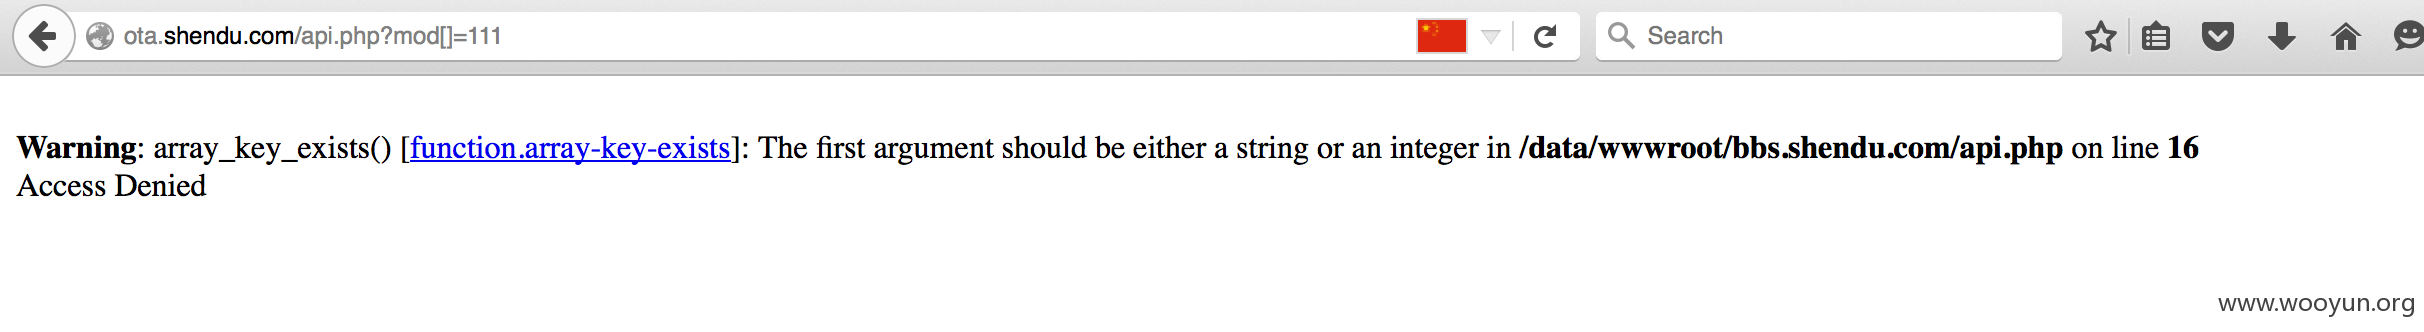 ota.shendu.com/api.php?mod[]=111
Search
Warning: array_key_exists() [function.array-key-exists]: The first argument should be either a string or an integer in /data/wwwroot/bbs.shendu.com/api.php on line 16
Access Denied
www.wooyun.org